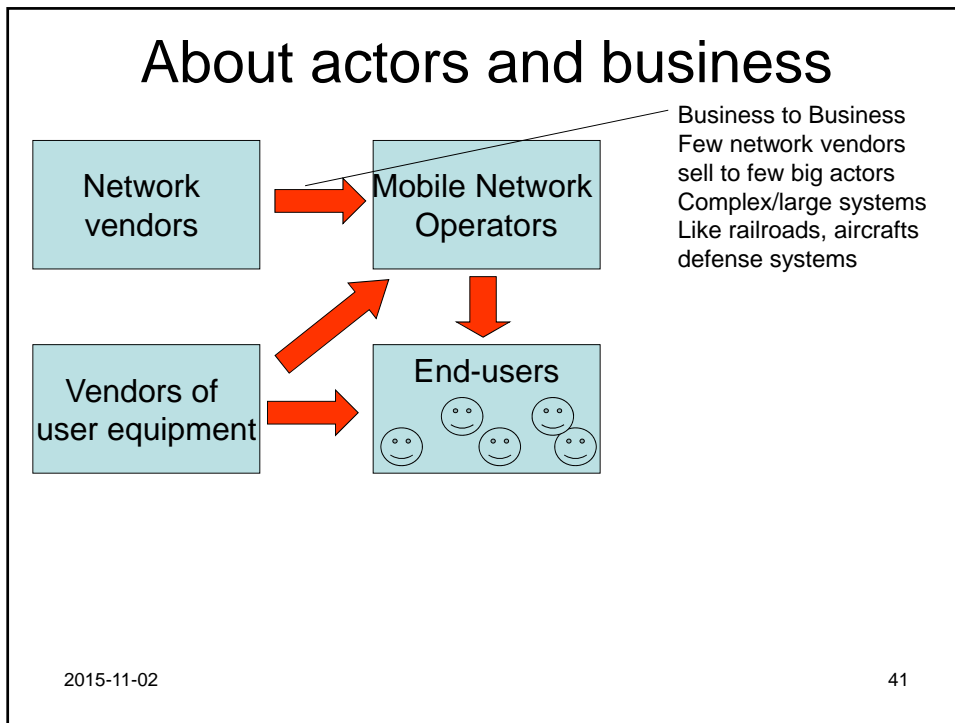 About actors and business
Business to Business
Few network vendors
sell to few big actors
Complex/large systems
Like railroads, aircrafts
defense systems
Network
vendors
Mobile Network
Operators
Vendors of
user equipment
End-users
2015-11-02
41